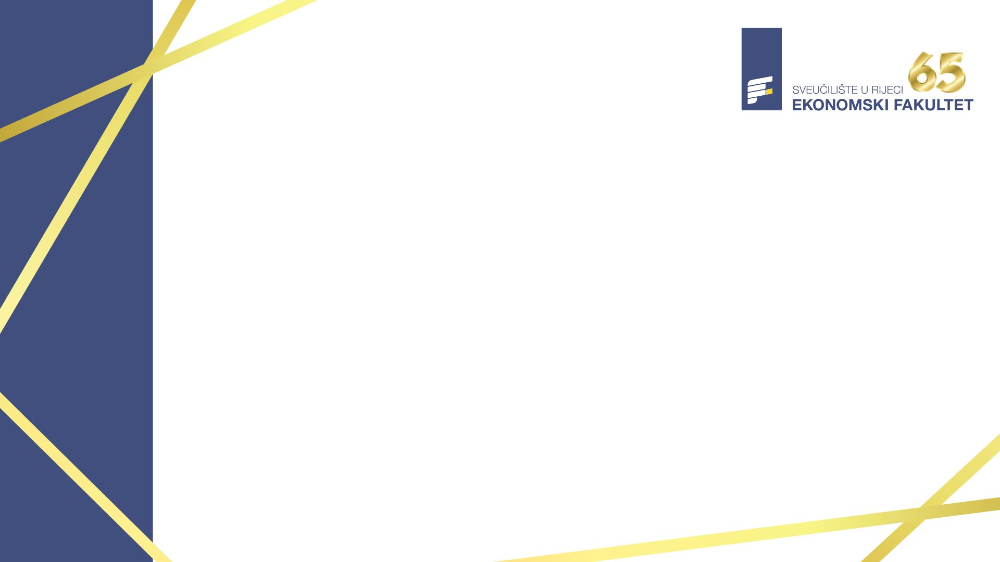 65
SVEUČILIŠTE U RIJECI
EKONOMSKI FAKULTET